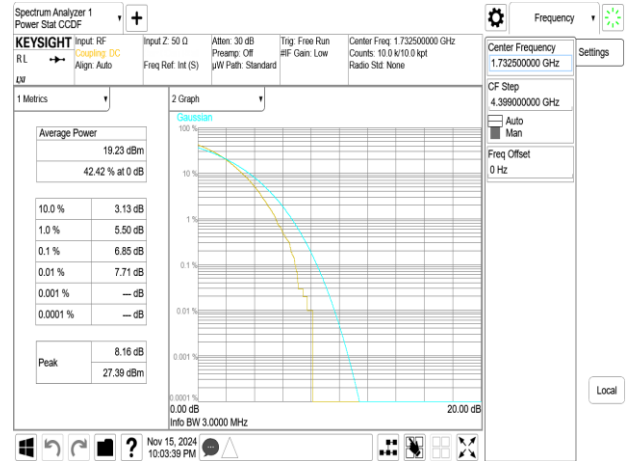 Spectrum Analyzer 1
Power Stat CCDF
Frequency
KEYSIGHT
RL
LXI
Input: RF
Coupling: DC
Align: Auto
Input Z: 50 Ω
Freq Ref: Int (S)
Atten: 30 dB
Preamp: Off
µW Path: Standard
Trig: Free Run
#IF Gain: Low
Center Freq: 1.732500000 GHz
Counts: 10.0 k/10.0 kpt
Radio Std: None
Center Frequency
1.732500000 GHz
Settings
CF Step
4.399000000 GHz
Auto
Man
Freq Offset
0 Hz
Local
1 Metrics
Average Power
19.23 dBm
42.42 % at 0 dB
10.0 % 3.13 dB
1.0 % 5.50 dB
0.1 % 6.85 dB
0.01 % 7.71 dB
0.001 % — dB
0.0001 % — dB
Peak
8.16 dB
27.39 dBm
2 Graph
Gaussian
100 %
10 %
1 %
0.1 %
0.01 %
0.001 %
0.0001 %
0.00 dB 20.00 dB
Info BW 3.0000 MHz
Nov 15, 2024
10:03:39 PM